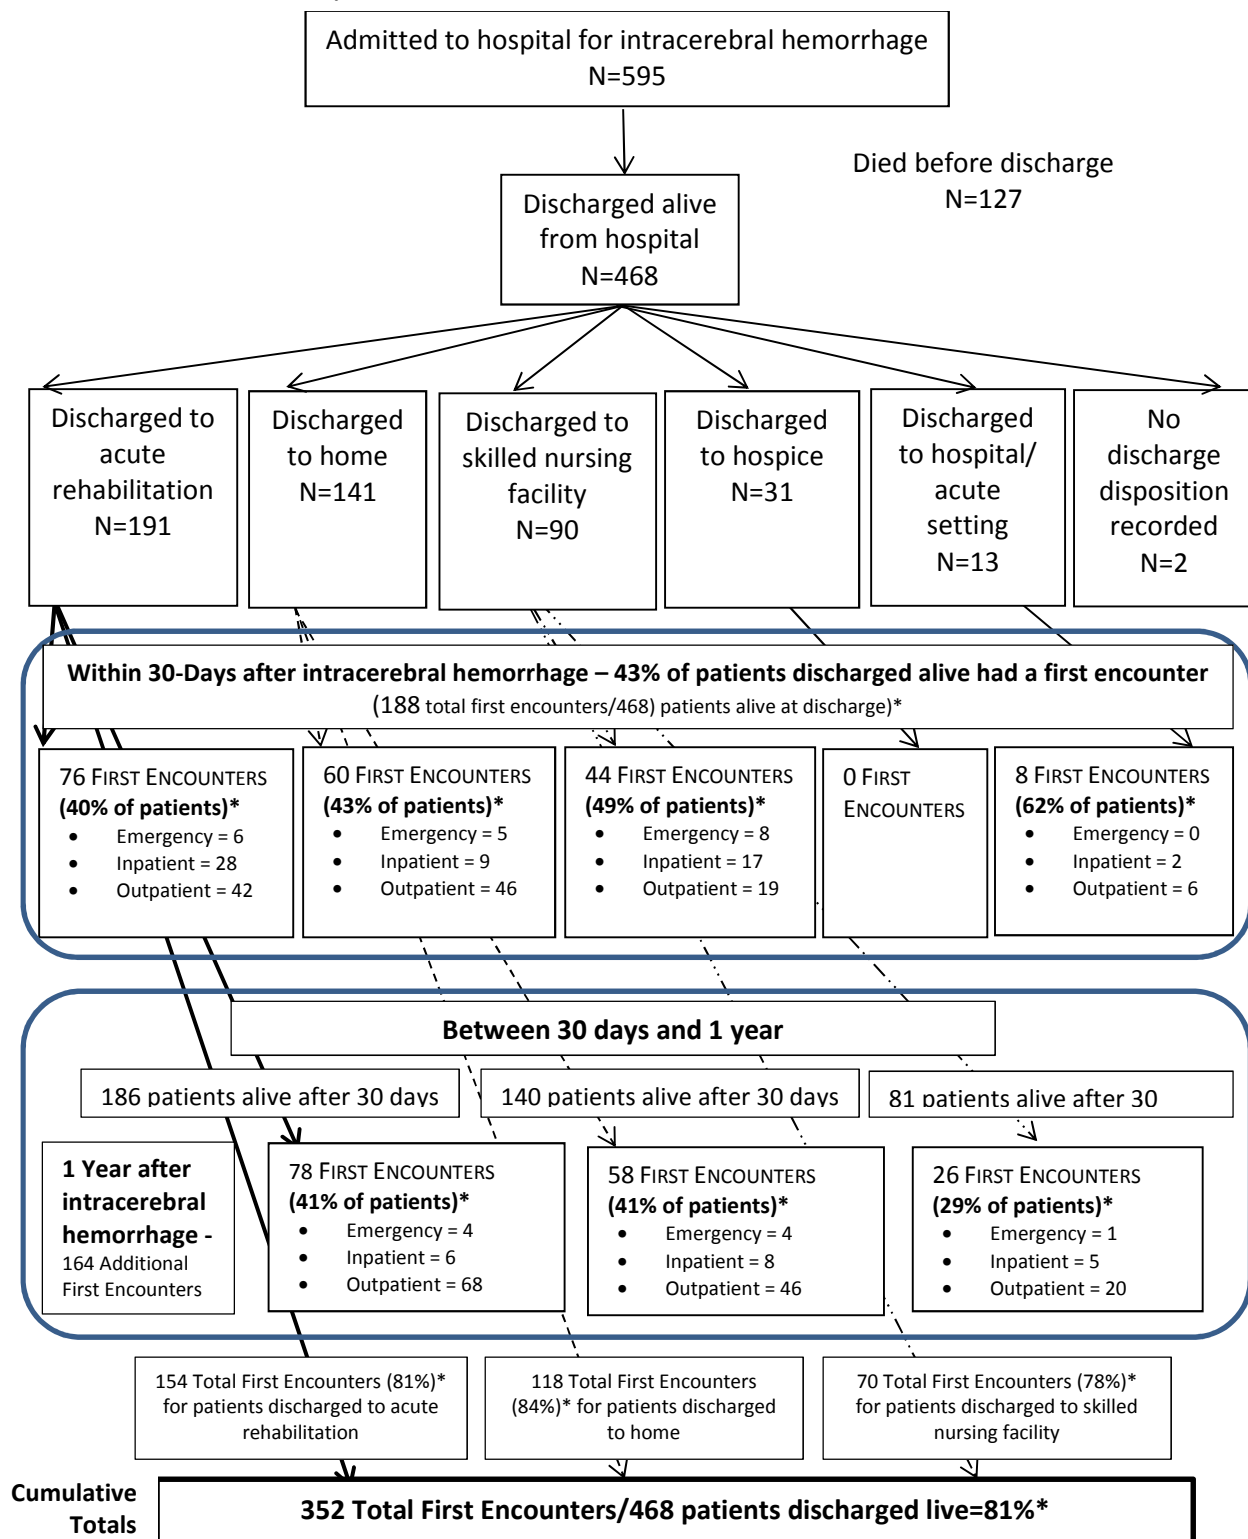 Admitted to hospital for intracerebral hemorrhage
N=595
Died before discharge
N=127
Discharged alive
from hospital
N=468
Discharged to
acute
rehabilitation
N=191
Discharged
to home
N=141
Discharged to
skilled nursing
facility
N=90
Discharged
to hospice
N=31
Discharged
to hospital/
acute
setting
N=13
No
discharge
disposition
recorded
N=2
Within 30-Days after intracerebral hemorrhage – 43% of patients discharged alive had a first encounter
(188 total first encounters/468) patients alive at discharge)*
76 FIRST ENCOUNTERS
(40% of patients)*
• Emergency = 6
• Inpatient = 28
• Outpatient = 42
60 FIRST ENCOUNTERS
(43% of patients)*
• Emergency = 5
• Inpatient = 9
• Outpatient = 46
44 FIRST ENCOUNTERS
(49% of patients)*
• Emergency = 8
• Inpatient = 17
• Outpatient = 19
0 FIRST
ENCOUNTERS
8 FIRST ENCOUNTERS
(62% of patients)*
• Emergency = 0
• Inpatient = 2
• Outpatient = 6
Between 30 days and 1 year
186 patients alive after 30 days
140 patients alive after 30 days
81 patients alive after 30
1 Year after
intracerebral
hemorrhage -
164 Additional
First Encounters
78 FIRST ENCOUNTERS
(41% of patients)*
• Emergency = 4
• Inpatient = 6
• Outpatient = 68
58 FIRST ENCOUNTERS
(41% of patients)*
• Emergency = 4
• Inpatient = 8
• Outpatient = 46
26 FIRST ENCOUNTERS
(29% of patients)*
• Emergency = 1
• Inpatient = 5
• Outpatient = 20
154 Total First Encounters (81%)*
for patients discharged to acute
rehabilitation
118 Total First Encounters
(84%)* for patients discharged
to home
70 Total First Encounters (78%)*
for patients discharged to skilled
nursing facility
Cumulative
Totals
352 Total First Encounters/468 patients discharged live=81%*